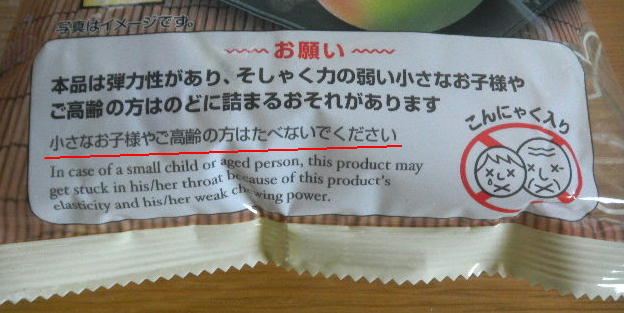 写真はイメージです。
お願い
本品は弾力性があり、そしゃく力の弱い小さなお子様や
ご高齢の方はのどに詰まるおそれがあります
小さなお子様やご高齢の方はたべないでください
In case of a small child or aged person, this product may
get stuck in his/her throat because of this product's
elasticity and his/her weak chewing power.
こんにゃく入り